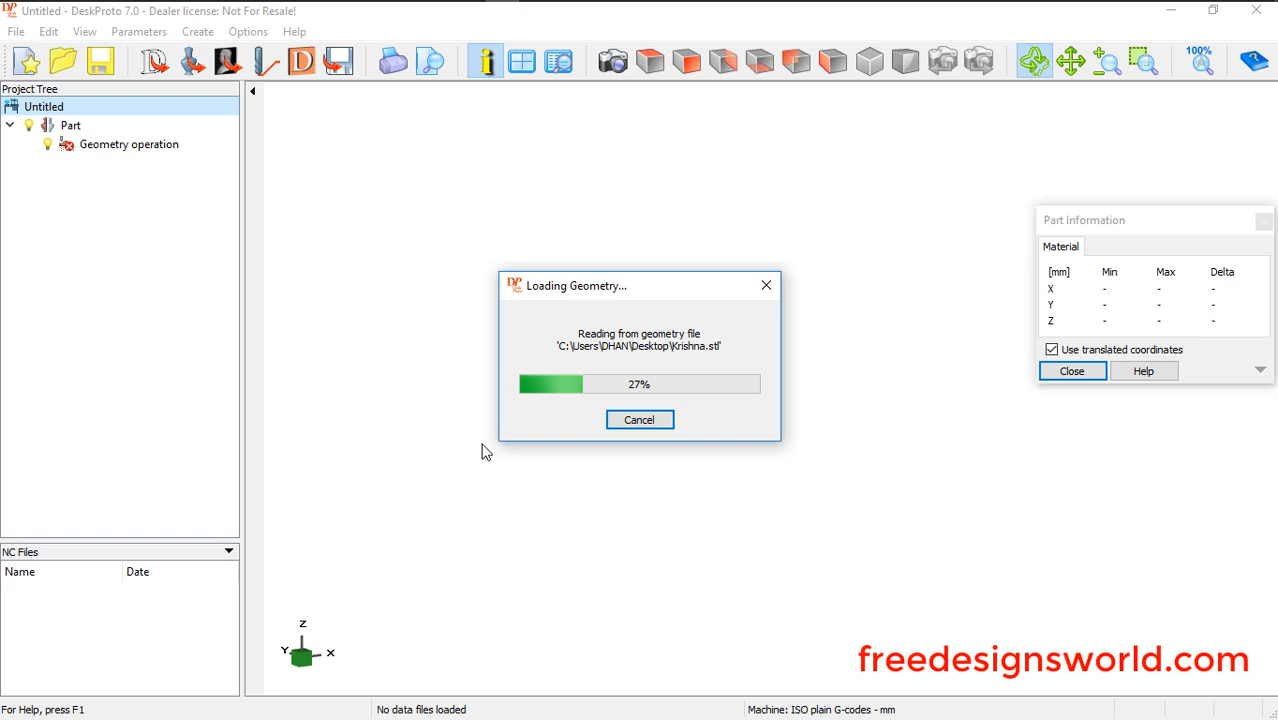 Untitled - DeskProto 7.0 - Dealer license: Not For Resale!
File Edit View Parameters Create Options Help
100%
Project Tree
Untitled
Part
Geometry operation
Part Information
Material
[mm] Min Max Delta
X - - -
Y - - -
Z - - -
Use translated coordinates
Close Help
Loading Geometry...
Reading from geometry file
'C:\Users\DHAN\Desktop\Krishna.stl'
27%
Cancel
NC Files
Name Date
Z
Y X
freedesignsworld.com
For Help, press F1 No data files loaded Machine: ISO plain G-codes - mm